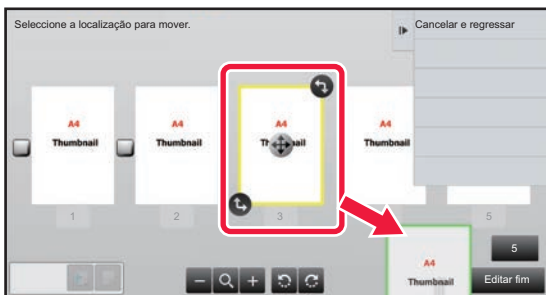 Seleccione a localização para mover.
Cancelar e regressar
A4
Thumbnail
A4
Thumbnail
A4
A4
Thumbnail
1
2
3
5
5
A4
Thumbnail
Editar fim